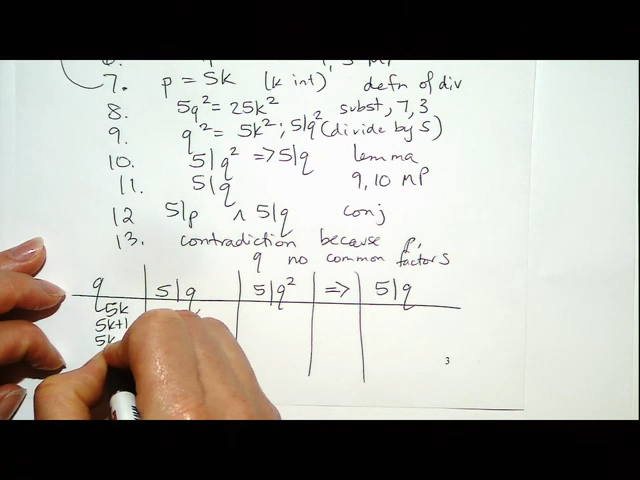 7. p = 5k (k int) defn of div
8. 5q² = 25k² subst, 7, 3
9. q² = 5k² ; 5|q² (divide by 5)
10. 5|q² => 5|q lemma
11. 5|q 9, 10 MP
12 5|p ∧ 5|q conj
13. contradiction because p,
q no common factors
q 5|q 5|q² => 5|q
5k
5k+1
5k
3